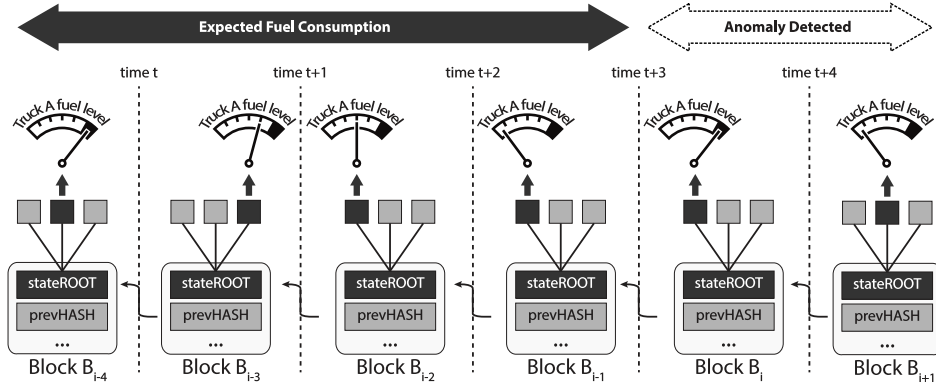 Expected Fuel Consumption
Anomaly Detected
time t
time t+1
time t+2
time t+3
time t+4
Truck A fuel level
Truck A fuel level
Truck A fuel level
Truck A fuel level
Truck A fuel level
Truck A fuel level
stateROOT
stateROOT
stateROOT
stateROOT
stateROOT
stateROOT
prevHASH
prevHASH
prevHASH
prevHASH
prevHASH
prevHASH
...
...
...
...
...
...
Block B i-4
Block B i-3
Block B i-2
Block B i-1
Block B i
Block B i+1